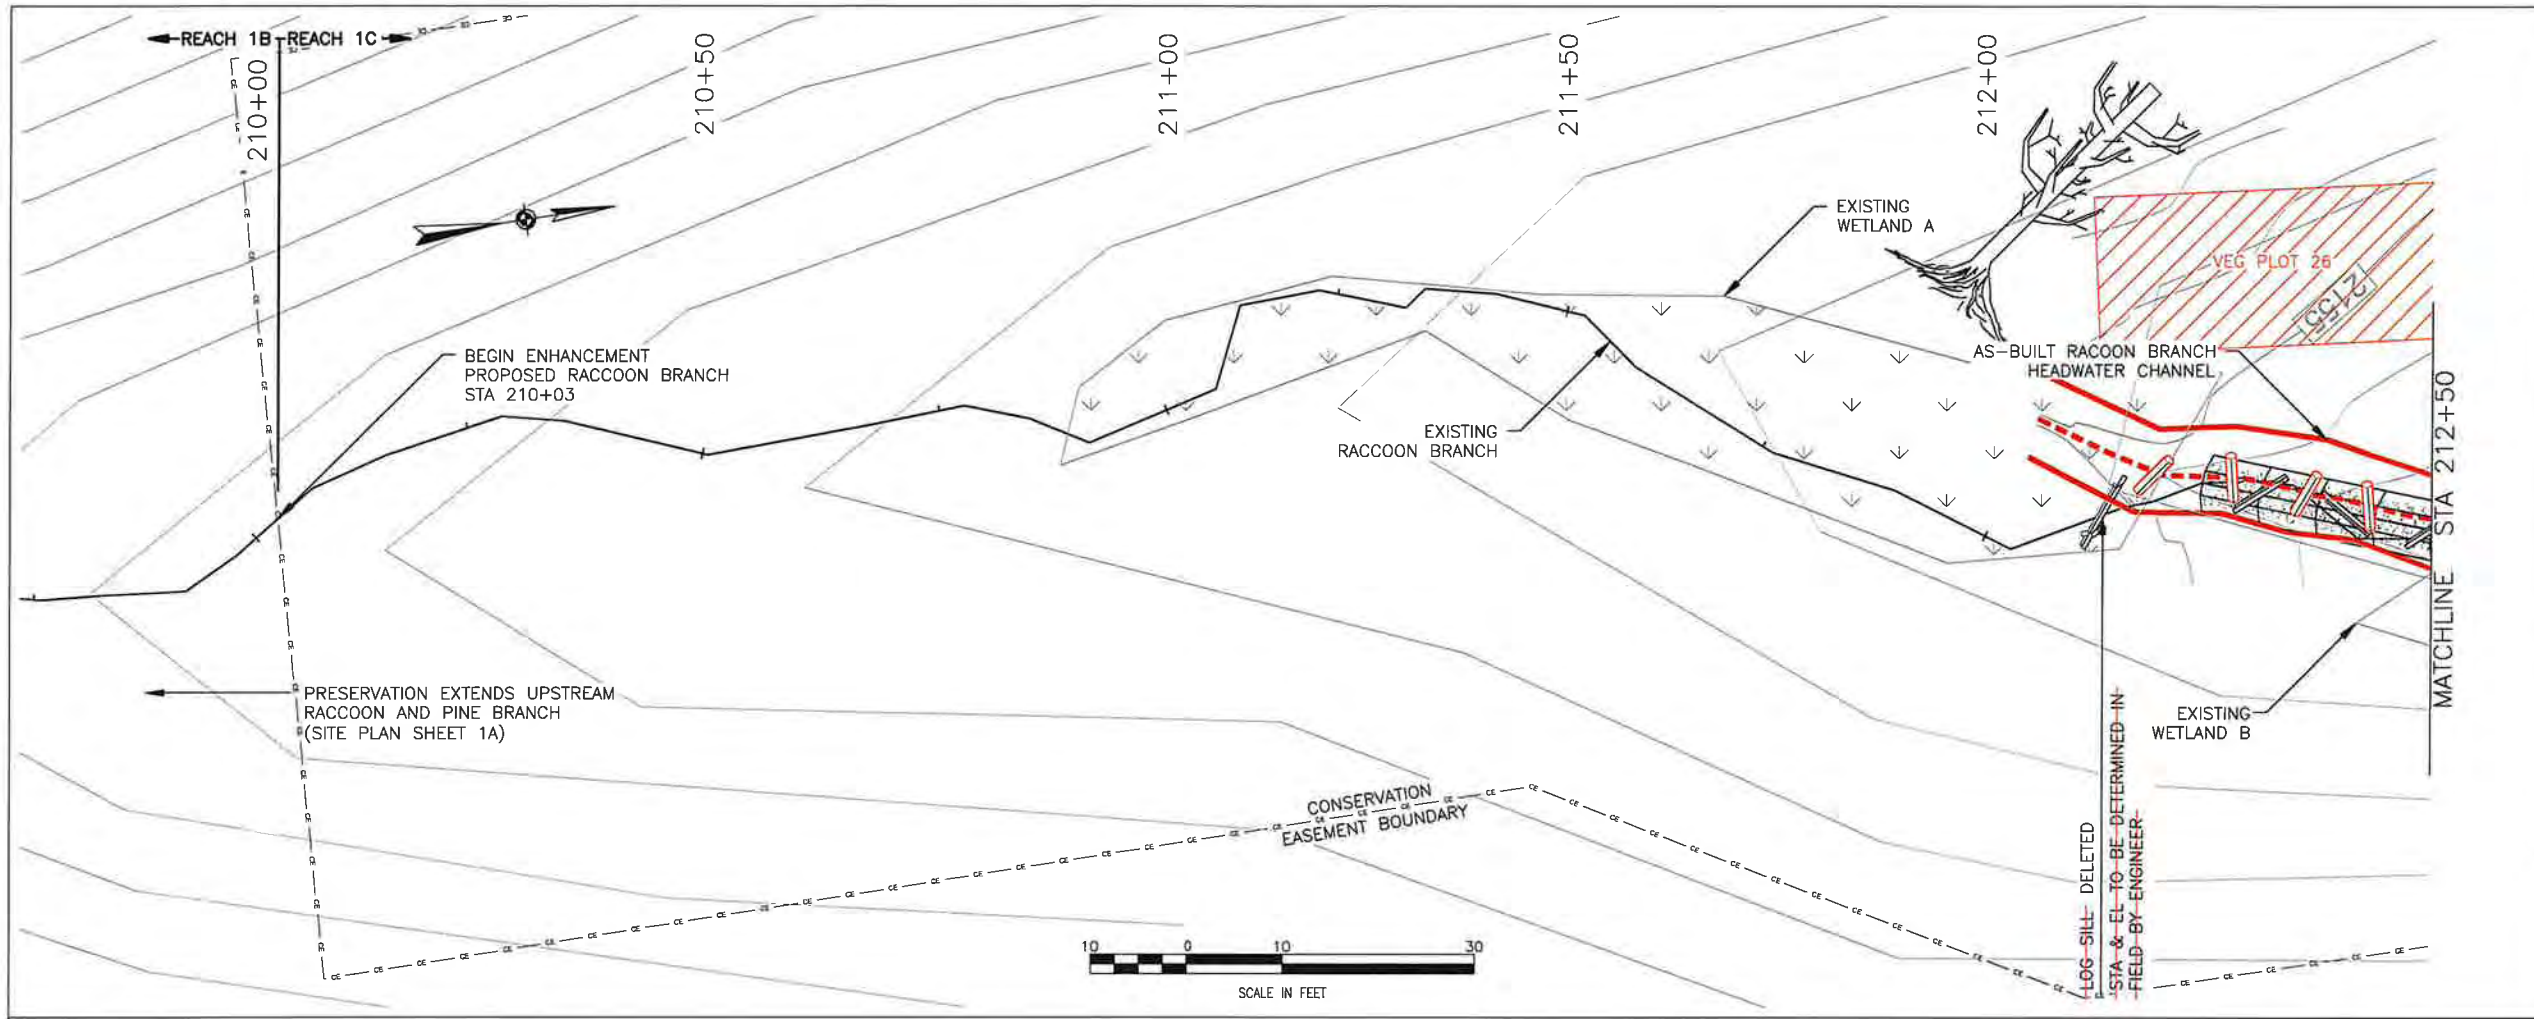 REACH 1B
REACH 1C
210+00
210+50
211+00
211+50
212+00
EXISTING
WETLAND A
VEG PLOT 26
2155
AS-BUILT RACOON BRANCH
HEADWATER CHANNEL
BEGIN ENHANCEMENT
PROPOSED RACCOON BRANCH
STA 210+03
EXISTING
RACCOON BRANCH
MATCHLINE STA 212+50
PRESERVATION EXTENDS UPSTREAM
RACCOON AND PINE BRANCH
(SITE PLAN SHEET 1A)
EXISTING
WETLAND B
CONSERVATION
EASEMENT BOUNDARY
LOG SILL DELETED
STA & EL TO BE DETERMINED IN
FIELD BY ENGINEER
10 0 10 30
SCALE IN FEET